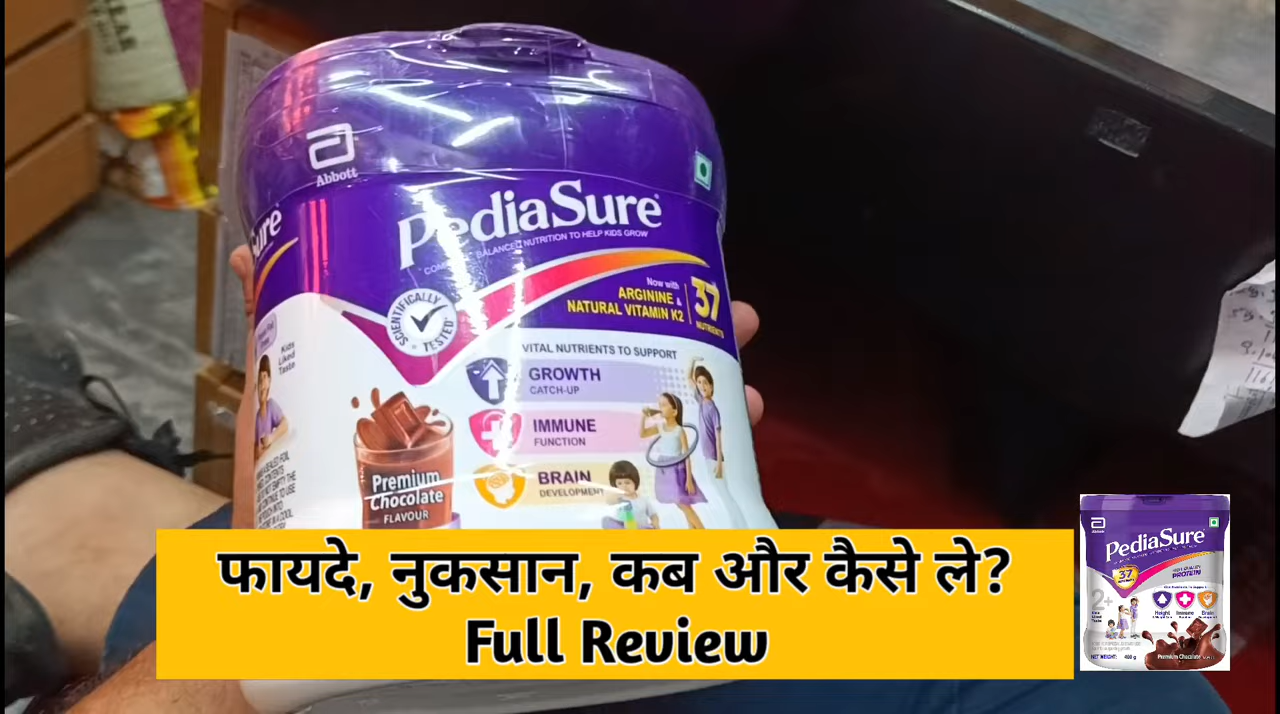 Abbott
PediaSure
BALANCED NUTRITION TO HELP KIDS GROW
Now with
ARGININE &
NATURAL VITAMIN K2
37
NUTRIENTS
SCIENTIFICALLY
TESTED
Kids
Liked
Taste
VITAL NUTRIENTS TO SUPPORT
GROWTH
CATCH-UP
IMMUNE
FUNCTION
BRAIN
DEVELOPMENT
Premium
Chocolate
FLAVOUR
फायदे, नुकसान, कब और कैसे ले?
Full Review
Abbott
PediaSure
37
PROTEIN
2+
Height
Immune
Brain
NET WEIGHT: 400 g
Premium Chocolate